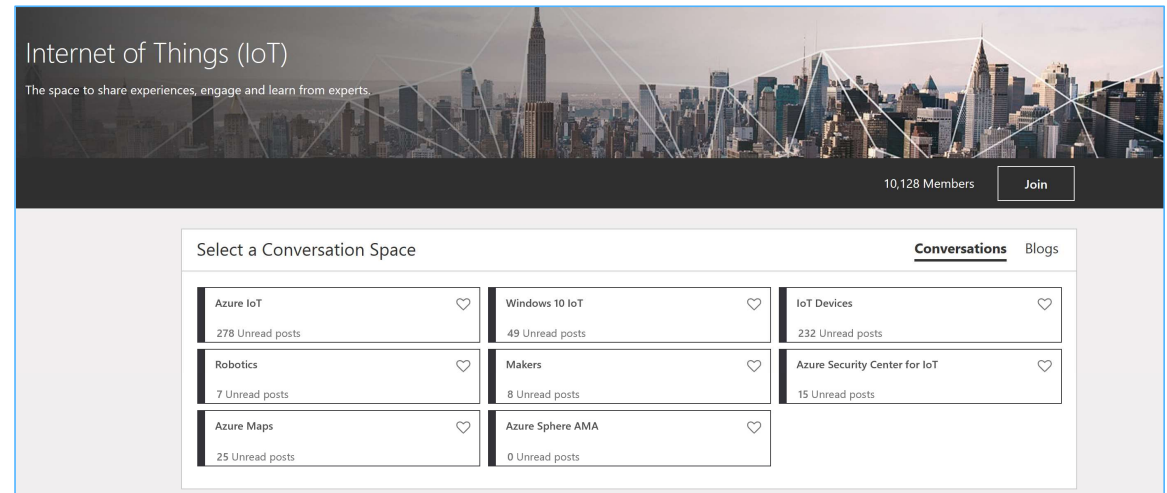 Internet of Things (IoT)
The space to share experiences, engage and learn from experts.
10,128 Members
Join
Select a Conversation Space
Conversations
Blogs
Azure IoT
278 Unread posts
Windows 10 IoT
49 Unread posts
IoT Devices
232 Unread posts
Robotics
7 Unread posts
Makers
8 Unread posts
Azure Security Center for IoT
15 Unread posts
Azure Maps
25 Unread posts
Azure Sphere AMA
0 Unread posts